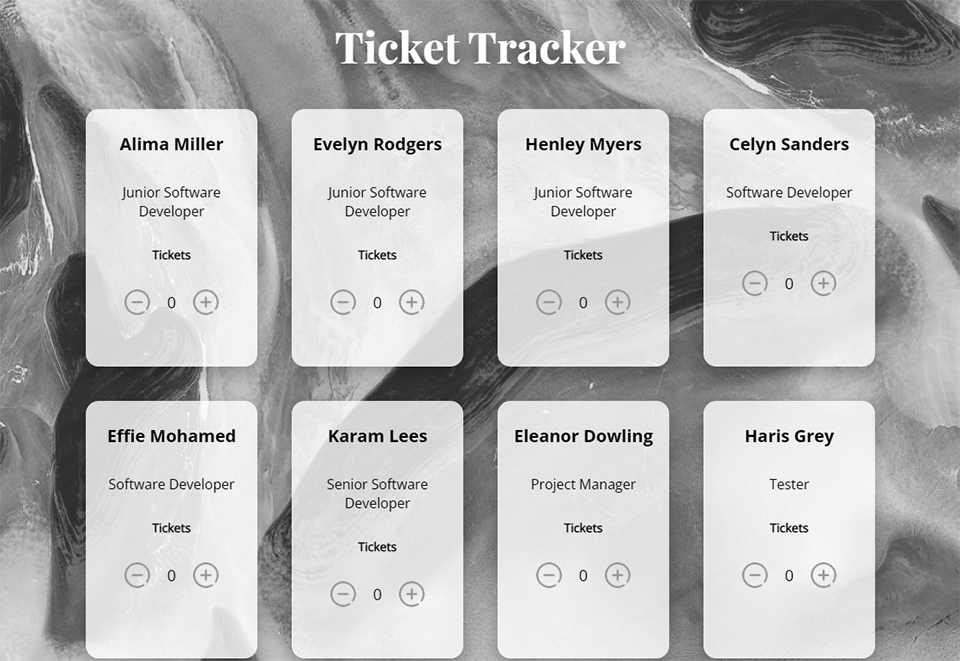 Ticket Tracker
Alima Miller
Junior Software
Developer
Tickets
0
Evelyn Rodgers
Junior Software
Developer
Tickets
0
Henley Myers
Junior Software
Developer
Tickets
0
Celyn Sanders
Software Developer
Tickets
0
Effie Mohamed
Software Developer
Tickets
0
Karam Lees
Senior Software
Developer
Tickets
0
Eleanor Dowling
Project Manager
Tickets
0
Haris Grey
Tester
Tickets
0